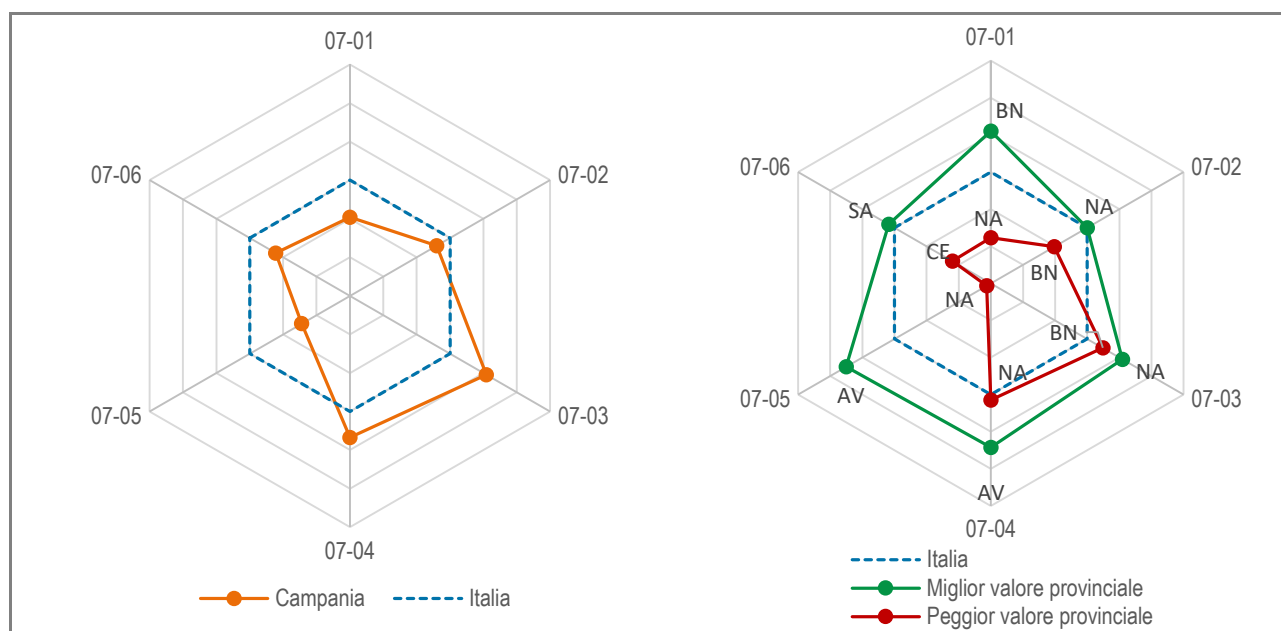 07-01
07-06
07-02
07-05
07-03
07-04
Campania
Italia
07-01
BN
07-06
07-02
SA
NA
NA
CE
BN
NA
BN
NA
NA
07-05
AV
07-03
AV
07-04
Italia
Miglior valore provinciale
Peggior valore provinciale